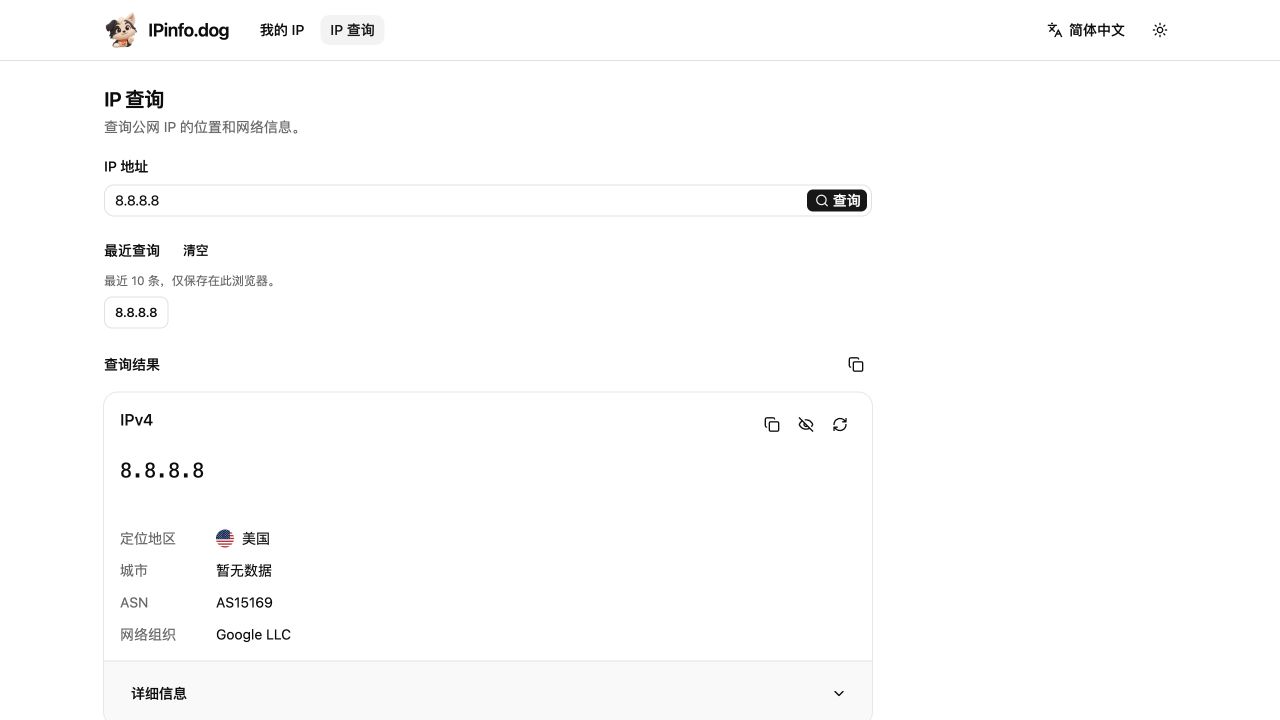 IPinfo.dog 我的 IP IP 查询 简体中文
IP 查询
查询公网 IP 的位置和网络信息。
IP 地址
8.8.8.8 查询
最近查询 清空
最近 10 条，仅保存在此浏览器。
8.8.8.8
查询结果
IPv4
8.8.8.8
定位地区 美国
城市 暂无数据
ASN AS15169
网络组织 Google LLC
详细信息